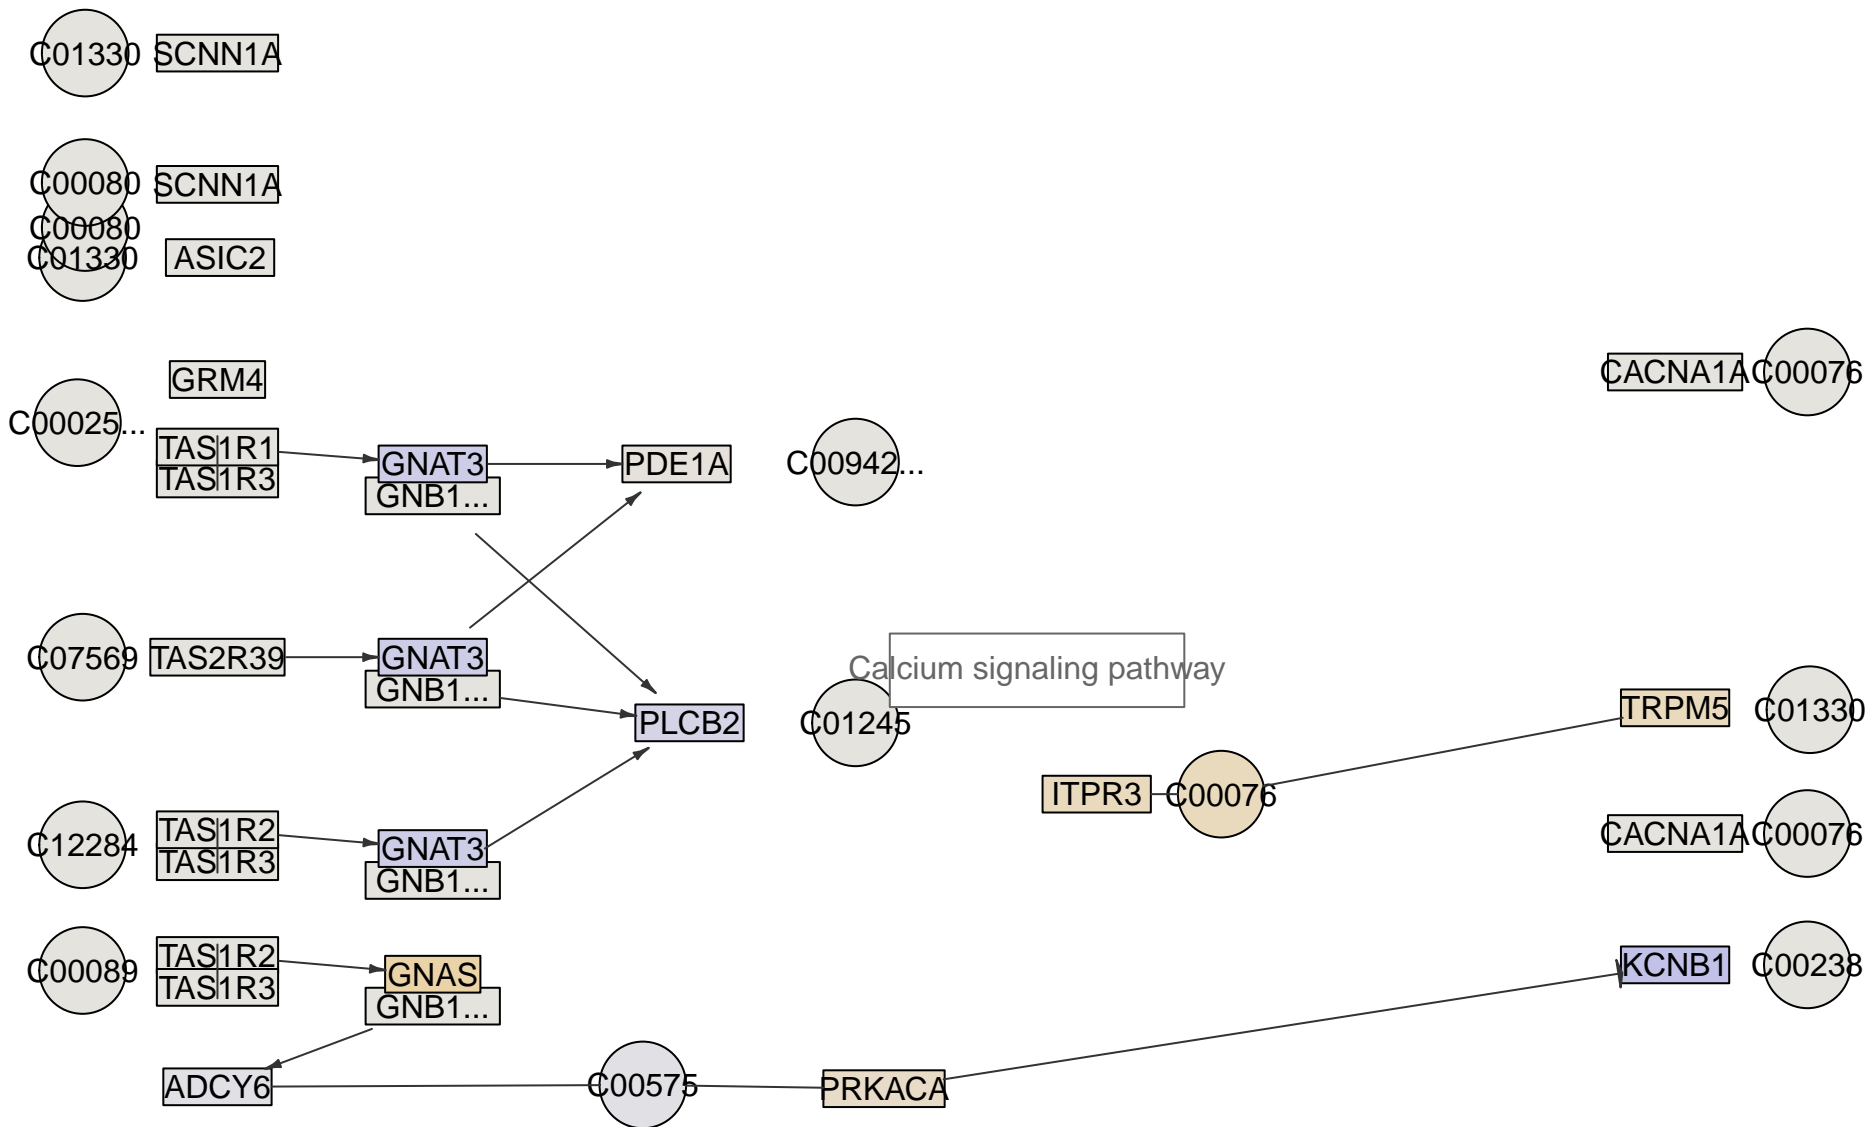 C01330 SCNN1A
C00080 SCNN1A
C00080
C01330 ASIC2
GRM4
CACNA1A C00076
C00025...
TAS1R1
GNAT3 PDE1A C00942...
TAS1R3
GNB1...
C07569 TAS2R39 GNAT3
Calcium signaling pathway
GNB1...
PLCB2 C01245
TRPM5 C01330
ITPR3 C00076
TAS1R2
CACNA1A C00076
C12284 GNAT3
TAS1R3
GNB1...
TAS1R2
KCNB1 C00238
C00089 GNAS
TAS1R3
GNB1...
ADCY6 C00575 PRKACA